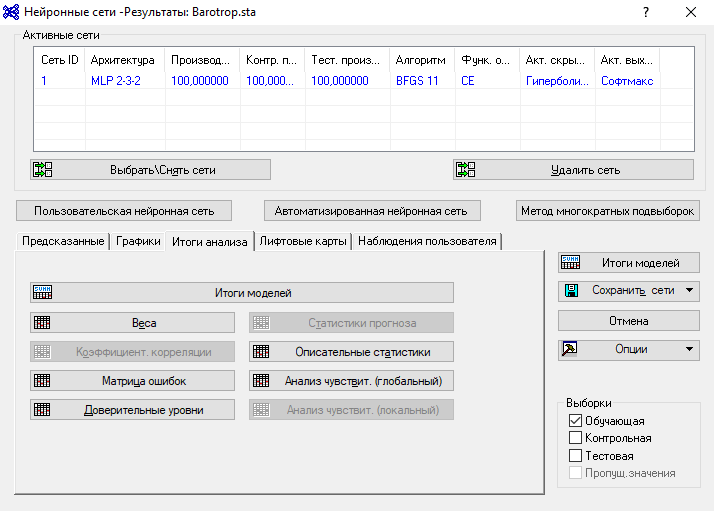 Нейронные сети -Результаты: Barotrop.sta
Активные сети
Сеть ID Архитектура Производ... Контр. п... Тест. произ... Алгоритм Функ. о... Акт. скры... Акт. вых...
1 MLP 2-3-2 100,000000 100,000... 100,000000 BFGS 11 CE Гиперболи... Софтмакс
Выбрать\Снять сети Удалить сеть
Пользовательская нейронная сеть Автоматизированная нейронная сеть Метод многократных подвыборок
Предсказанные Графики Итоги анализа Лифтовые карты Наблюдения пользователя
Итоги моделей
Веса Статистики прогноза
Коэффициент. корреляции Описательные статистики
Матрица ошибок Анализ чувствит. (глобальный)
Доверительные уровни Анализ чувствит. (локальный)
SUMM Итоги моделей
Сохранить сети
Отмена
Опции
Выборки
Обучающая
Контрольная
Тестовая
Пропущ.значения